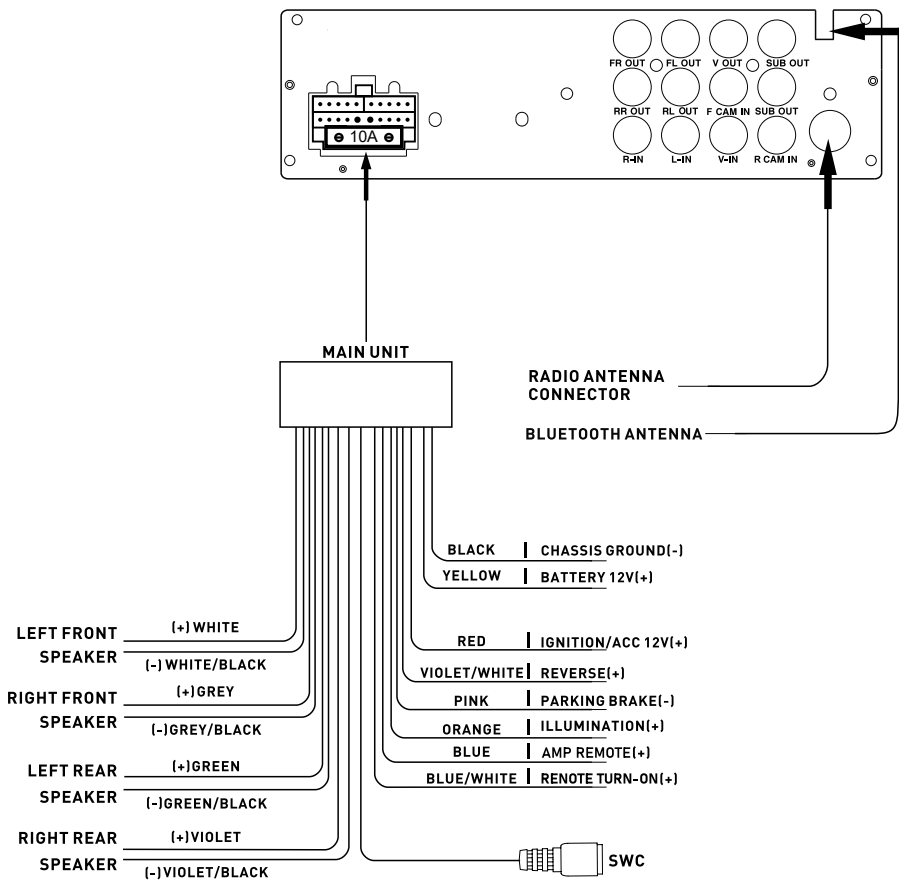 FR OUT FL OUT V OUT SUB OUT
RR OUT RL OUT F CAM IN SUB OUT
10A
R-IN L-IN V-IN R CAM IN
MAIN UNIT
RADIO ANTENNA
CONNECTOR
BLUETOOTH ANTENNA
BLACK | CHASSIS GROUND(-)
YELLOW | BATTERY 12V(+)
RED | IGNITION/ACC 12V(+)
VIOLET/WHITE | REVERSE(+)
PINK | PARKING BRAKE(-)
ORANGE | ILLUMINATION(+)
BLUE | AMP REMOTE(+)
BLUE/WHITE | RENOTE TURN-ON(+)
LEFT FRONT
SPEAKER
(+) WHITE
(-) WHITE/BLACK
RIGHT FRONT
SPEAKER
(+)GREY
(-)GREY/BLACK
LEFT REAR
SPEAKER
(+)GREEN
(-)GREEN/BLACK
RIGHT REAR
SPEAKER
(+)VIOLET
(-)VIOLET/BLACK
SWC